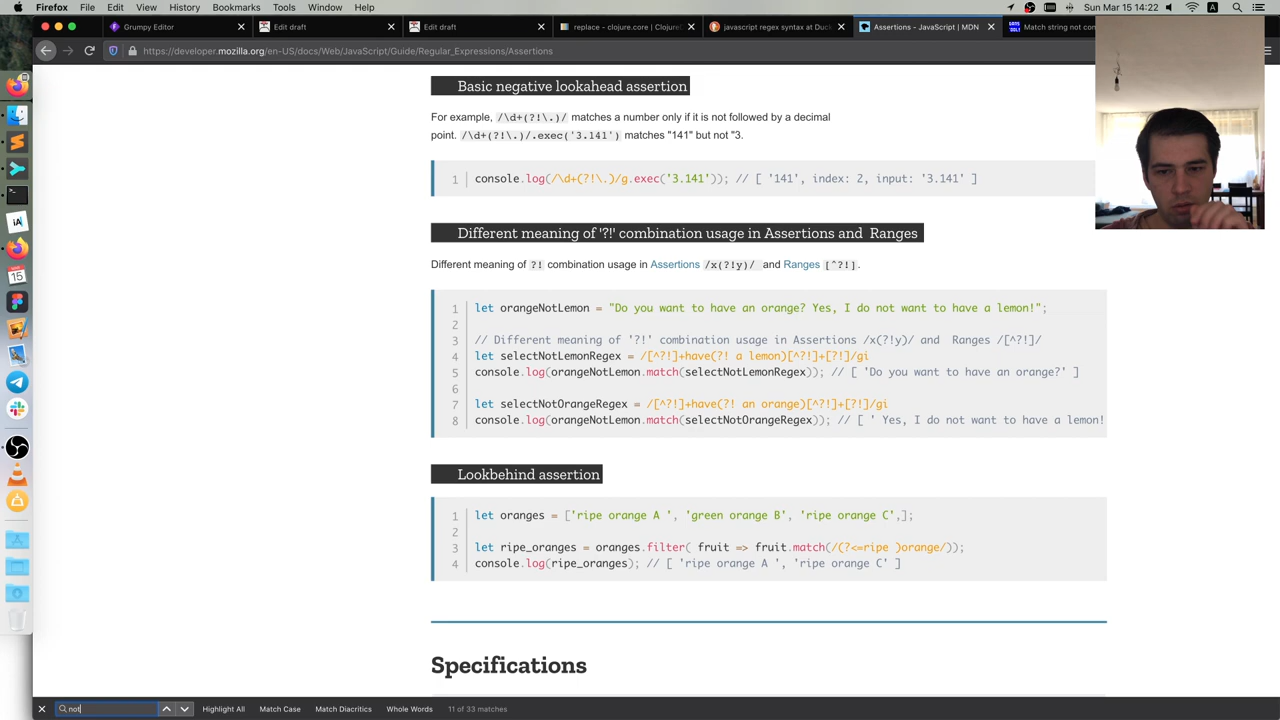 Firefox File Edit View History Bookmarks Tools Window Help
Sun Mar 15 14:22
Grumpy Editor
Edit draft
Edit draft
replace - clojure.core | ClojureD
javascript regex syntax at Duck
Assertions - JavaScript | MDN
Match string not con
https://developer.mozilla.org/en-US/docs/Web/JavaScript/Guide/Regular_Expressions/Assertions
Basic negative lookahead assertion
For example, /\d+(?!\.)/ matches a number only if it is not followed by a decimal
point. /\d+(?!\.)/.exec('3.141') matches "141" but not "3.
1 console.log(/\d+(?!\.)/g.exec('3.141')); // [ '141', index: 2, input: '3.141' ]
Different meaning of '?!' combination usage in Assertions and Ranges
Different meaning of ?! combination usage in Assertions /x(?!y)/ and Ranges [^?!].
1 let orangeNotLemon = "Do you want to have an orange? Yes, I do not want to have a lemon!";
2
3 // Different meaning of '?!' combination usage in Assertions /x(?!y)/ and Ranges /[^?!]/
4 let selectNotLemonRegex = /[^?!]+have(?! a lemon)[^?!]+[?!]/gi
5 console.log(orangeNotLemon.match(selectNotLemonRegex)); // [ 'Do you want to have an orange?' ]
6
7 let selectNotOrangeRegex = /[^?!]+have(?! an orange)[^?!]+[?!]/gi
8 console.log(orangeNotLemon.match(selectNotOrangeRegex)); // [ ' Yes, I do not want to have a lemon!
Lookbehind assertion
1 let oranges = ['ripe orange A ', 'green orange B', 'ripe orange C',];
2
3 let ripe_oranges = oranges.filter( fruit => fruit.match(/(?<=ripe )orange/));
4 console.log(ripe_oranges); // [ 'ripe orange A ', 'ripe orange C' ]
Specifications
not
Highlight All Match Case Match Diacritics Whole Words 11 of 33 matches